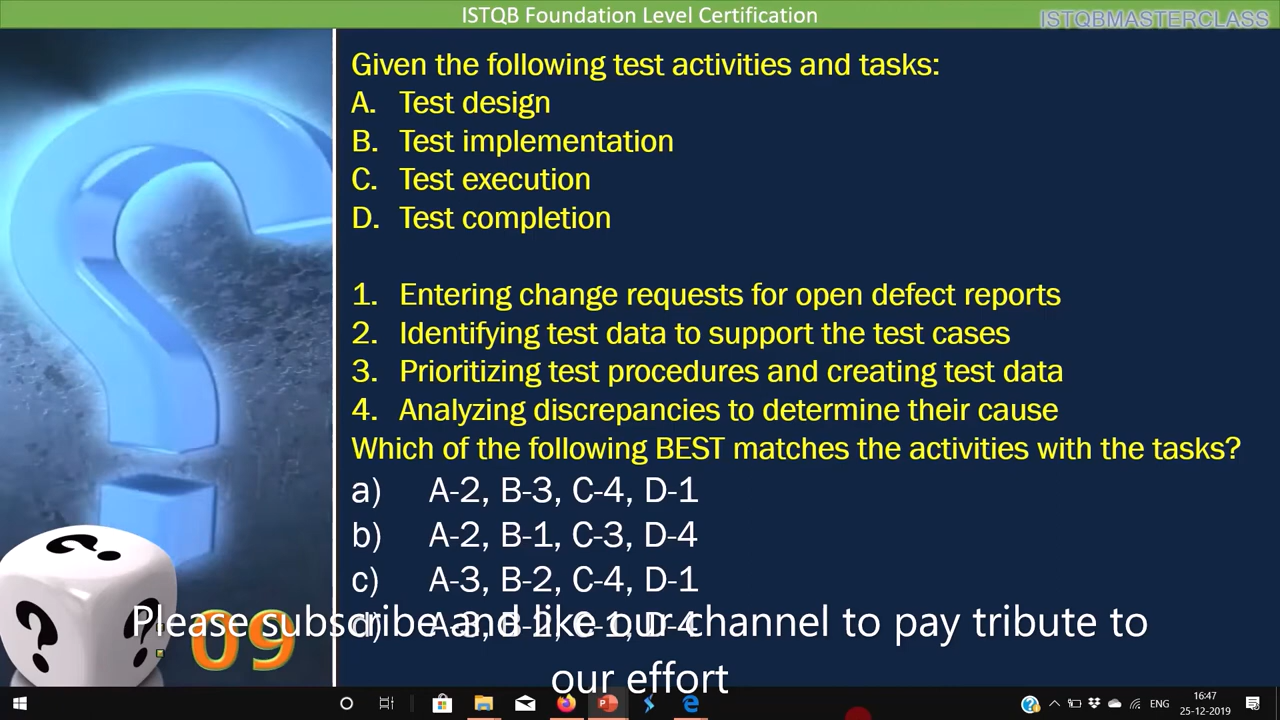 ISTQB Foundation Level Certification
ISTQBMASTERCLASS
Given the following test activities and tasks:
A. Test design
B. Test implementation
C. Test execution
D. Test completion
1. Entering change requests for open defect reports
2. Identifying test data to support the test cases
3. Prioritizing test procedures and creating test data
4. Analyzing discrepancies to determine their cause
Which of the following BEST matches the activities with the tasks?
a) A-2, B-3, C-4, D-1
b) A-2, B-1, C-3, D-4
c) A-3, B-2, C-4, D-1
d) A-3, B-2, C-1, D-4
Please subscribe and like our channel to pay tribute to
our effort
: 09
ENG
16:47
25-12-2019